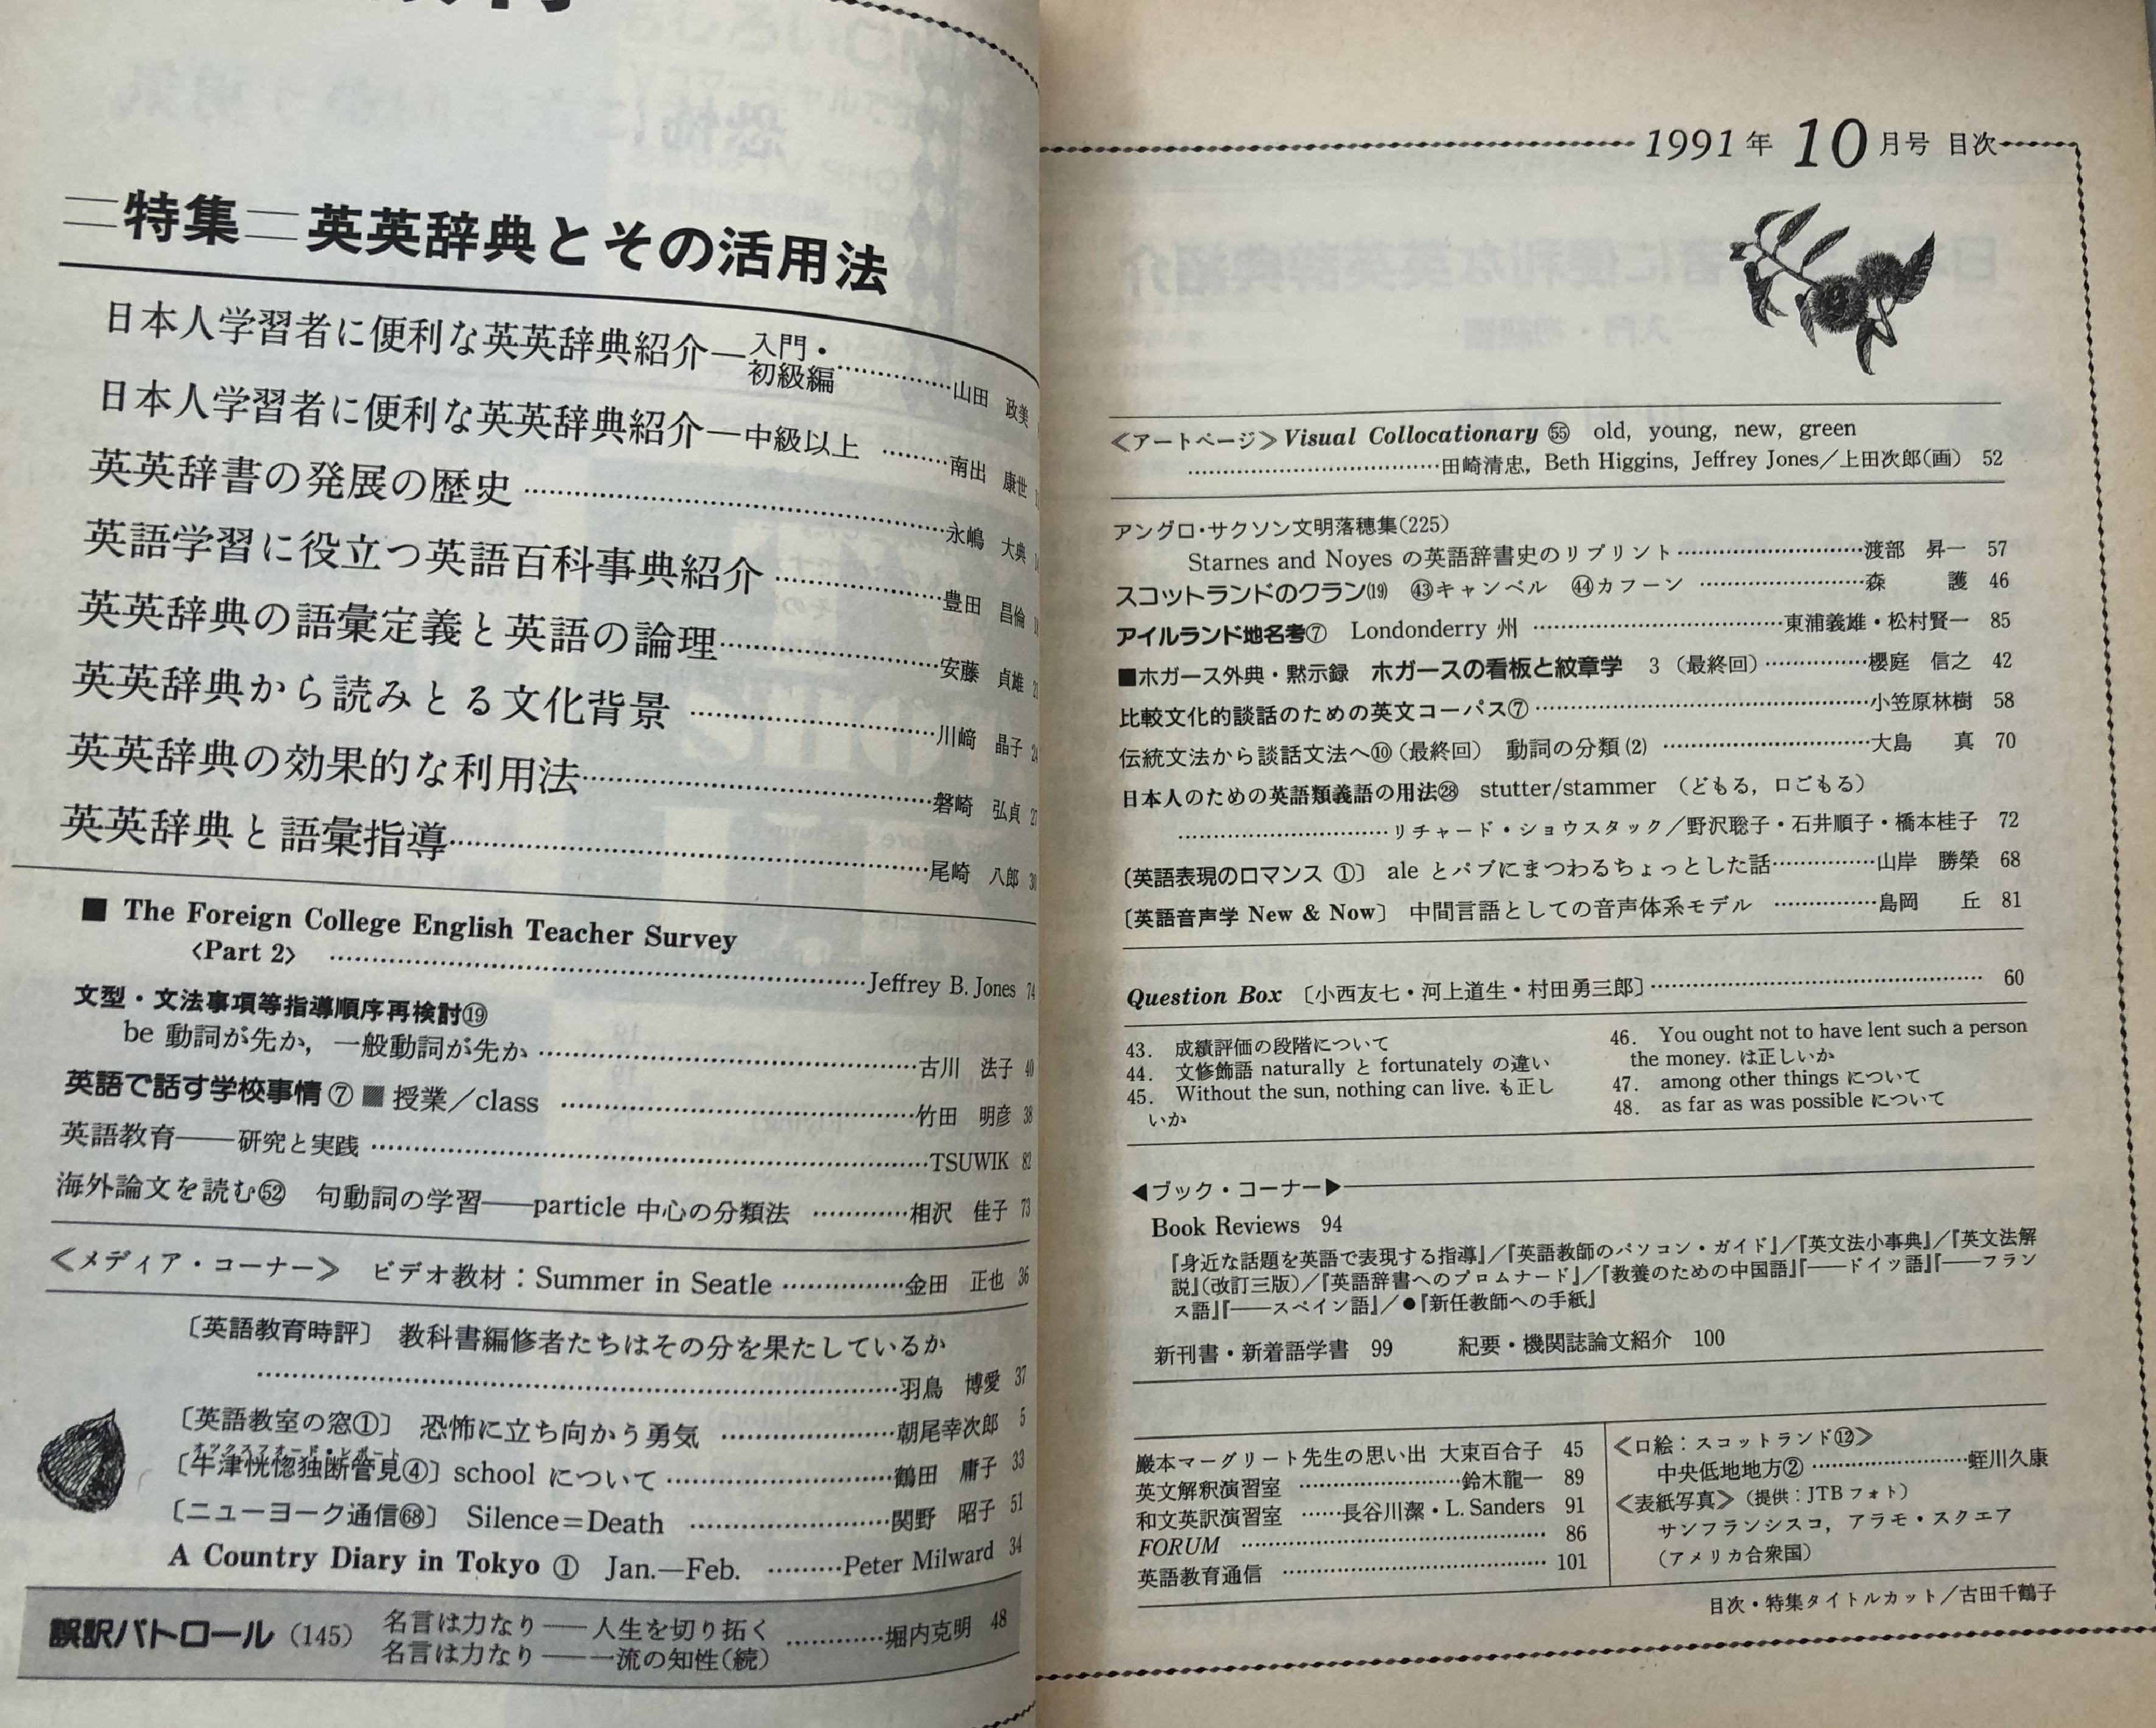 ═特集═英英辞典とその活用法
日本人学習者に便利な英英辞典紹介―入門・初級編……………山田 政美
日本人学習者に便利な英英辞典紹介―中級以上 ………南出 康世
英英辞書の発展の歴史 ……………永嶋 大典
英語学習に役立つ英語百科事典紹介 ……………豊田 昌倫
英英辞典の語彙定義と英語の論理……………安藤 貞雄
英英辞典から読みとる文化背景 ……………川﨑 晶子 24
英英辞典の効果的な利用法……………磐崎 弘貞 27
英英辞典と語彙指導……………尾崎 八郎 30
■ The Foreign College English Teacher Survey
〈Part 2〉 ……………Jeffrey B. Jones 74
文型・文法事項等指導順序再検討⑲
be 動詞が先か，一般動詞が先か ……………古川 法子 40
英語で話す学校事情⑦ ■ 授業／class ……………竹田 明彦 38
英語教育――研究と実践 ……………TSUWIK 82
海外論文を読む52 句動詞の学習――particle 中心の分類法 …………相沢 佳子 73
≪メディア・コーナー≫ ビデオ教材：Summer in Seatle ……………金田 正也 36
〔英語教育時評〕 教科書編修者たちはその分を果たしているか
……………羽鳥 博愛 37
〔英語教室の窓①〕 恐怖に立ち向かう勇気 ……………朝尾幸次郎 5
オックスフォード・レポート
〔牛津恍惚独断管見④〕school について……………鶴田 庸子 33
〔ニューヨーク通信68〕 Silence=Death ……………関野 昭子 51
A Country Diary in Tokyo ① Jan.―Feb. ………Peter Milward 34
誤訳パトロール（145） 名言は力なり――人生を切り拓く
名言は力なり――一流の知性(続) …………堀内克明 48
1991年 10月号 目次
≪アートページ≫ Visual Collocationary 55 old, young, new, green
……………田崎清忠, Beth Higgins, Jeffrey Jones／上田次郎(画) 52
アングロ・サクソン文明落穂集(225)
Starnes and Noyes の英語辞書史のリプリント……………渡部 昇一 57
スコットランドのクラン⒆ ㊸キャンベル ㊹カフーン ……………森 護 46
アイルランド地名考⑦ Londonderry 州 ……………東浦義雄・松村賢一 85
■ホガース外典・黙示録 ホガースの看板と紋章学 3（最終回）……………櫻庭 信之 42
比較文化的談話のための英文コーパス⑦……………小笠原林樹 58
伝統文法から談話文法へ⑩（最終回） 動詞の分類(2) ……………大島 真 70
日本人のための英語類義語の用法㉘ stutter/stammer （どもる，口ごもる）
……………リチャード・ショウスタック／野沢聡子・石井順子・橋本桂子 72
〔英語表現のロマンス ①〕 ale とパブにまつわるちょっとした話……………山岸 勝榮 68
〔英語音声学 New & Now〕 中間言語としての音声体系モデル ……………島岡 丘 81
Question Box 〔小西友七・河上道生・村田勇三郎〕…………… 60
43. 成績評価の段階について
44. 文修飾語 naturally と fortunately の違い
45. Without the sun, nothing can live. も正し
いか
46. You ought not to have lent such a person
the money. は正しいか
47. among other things について
48. as far as was possible について
◀ブック・コーナー▶
Book Reviews 94
『身近な話題を英語で表現する指導』／『英語教師のパソコン・ガイド』／『英文法小事典』／『英文法解
説』(改訂三版)／『英語辞書へのプロムナード』／『教養のための中国語』『――ドイツ語』『――フラン
ス語』『――スペイン語』／●『新任教師への手紙』
新刊書・新着語学書 99 紀要・機関誌論文紹介 100
巌本マーグリート先生の思い出 大束百合子 45
英文解釈演習室 ……………鈴木龍一 89
和文英訳演習室 ……長谷川潔・L. Sanders 91
FORUM …………… 86
英語教育通信 …………… 101
≪口絵：スコットランド⑫≫
中央低地地方② ……………蛭川久康
≪表紙写真≫（提供：JTBフォト）
サンフランシスコ，アラモ・スクエア
（アメリカ合衆国）
目次・特集タイトルカット／古田千鶴子